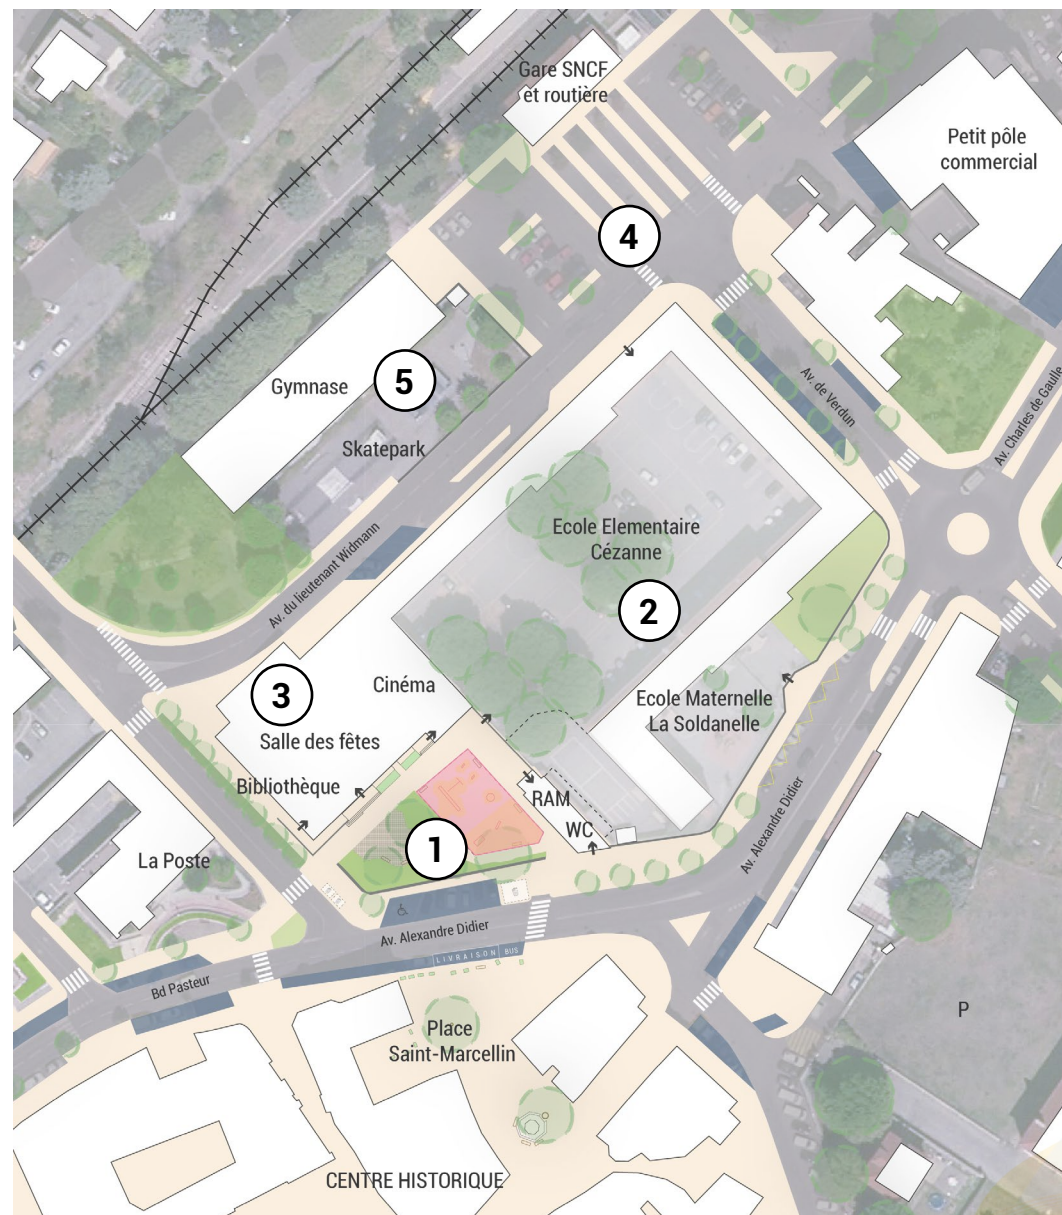 Gare SNCF
et routière
Petit pôle
commercial
4
Gymnase
5
Skatepark
Av. de Verdun
Av. Charles de Gaulle
Av. du lieutenant Widmann
Ecole Elementaire
Cézanne
2
3
Cinéma
Salle des fêtes
Bibliothèque
Ecole Maternelle
La Soldanelle
RAM
WC
1
La Poste
Av. Alexandre Didier
Av. Alexandre Didier
LIVRAISON BUS
Bd Pasteur
P
Place
Saint-Marcellin
CENTRE HISTORIQUE